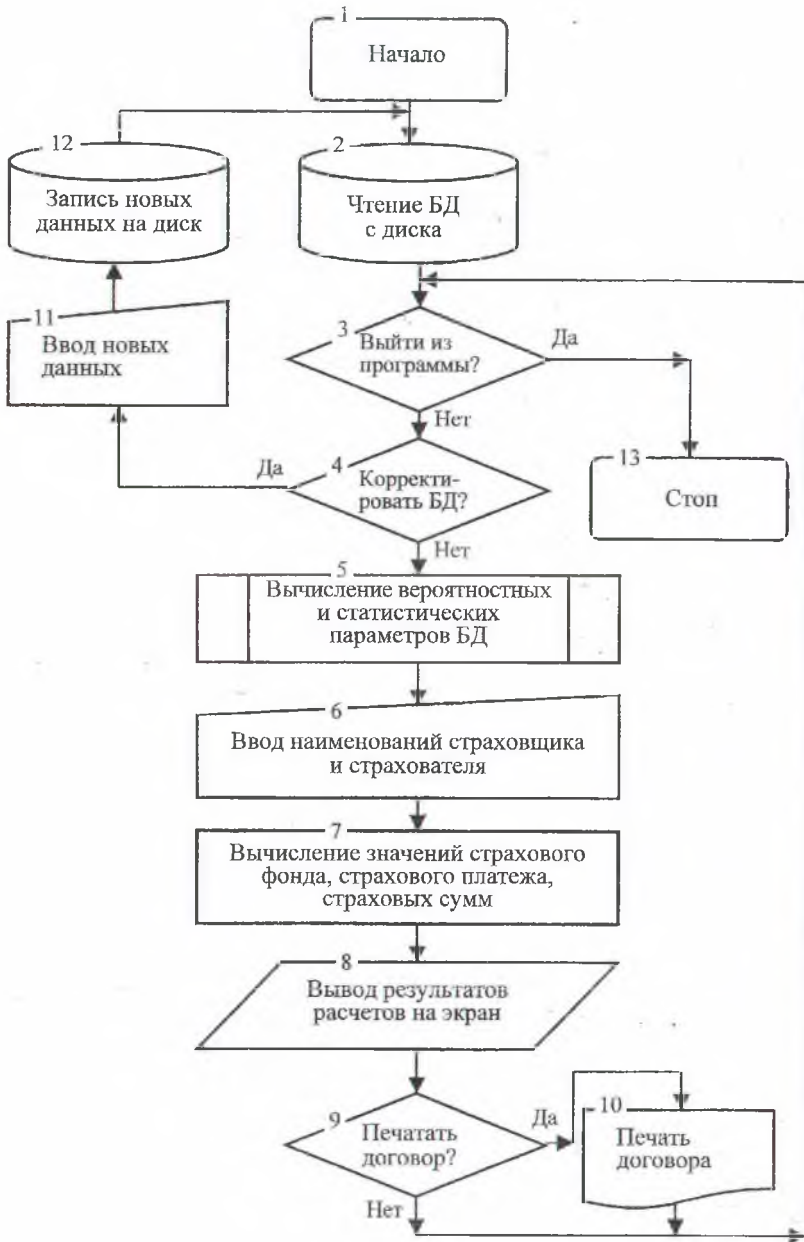 1
Начало
12
Запись новых
данных на диск
2
Чтение БД
с диска
11
Ввод новых
данных
3
Выйти из
программы?
Да
Нет
4
Да
Корректи-
ровать БД?
Нет
13
Стоп
5
Вычисление вероятностных
и статистических
параметров БД
6
Ввод наименований страховщика
и страхователя
7
Вычисление значений страхового
фонда, страхового платежа,
страховых сумм
8
Вывод результатов
расчетов на экран
9
Печатать
договор?
Да
Нет
10
Печать
договора